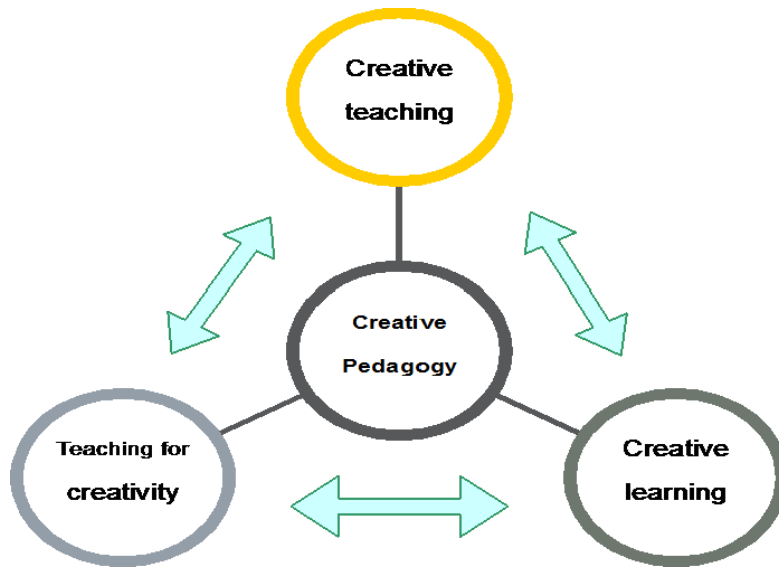 Creative
teaching
Creative
Pedagogy
Teaching for
creativity
Creative
learning